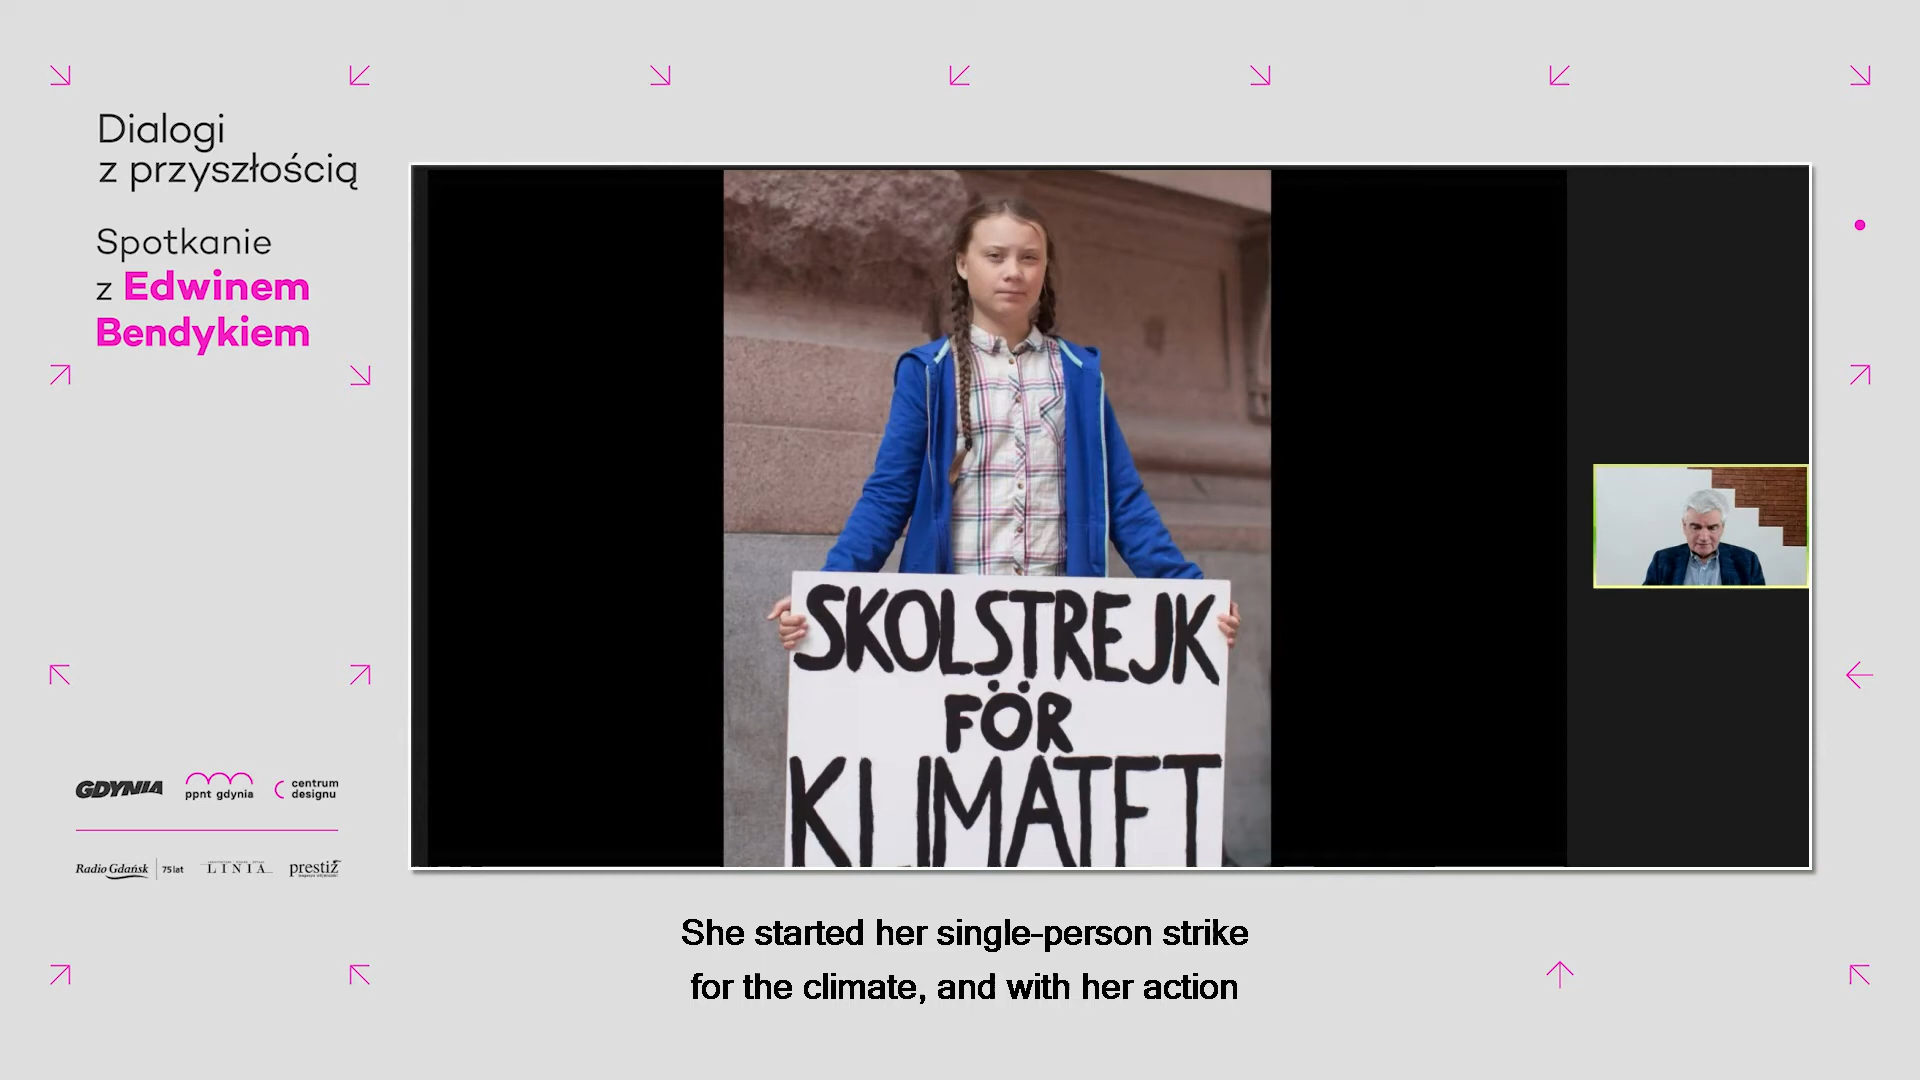 Dialogi
z przyszłością
Spotkanie
z Edwinem
Bendykiem
SKOLSTREJK
FÖR
KLIMATET
GDYNIA
ppnt gdynia
centrum
designu
Radio Gdańsk 75lat
LINIA
prestiż
She started her single-person strike
for the climate, and with her action